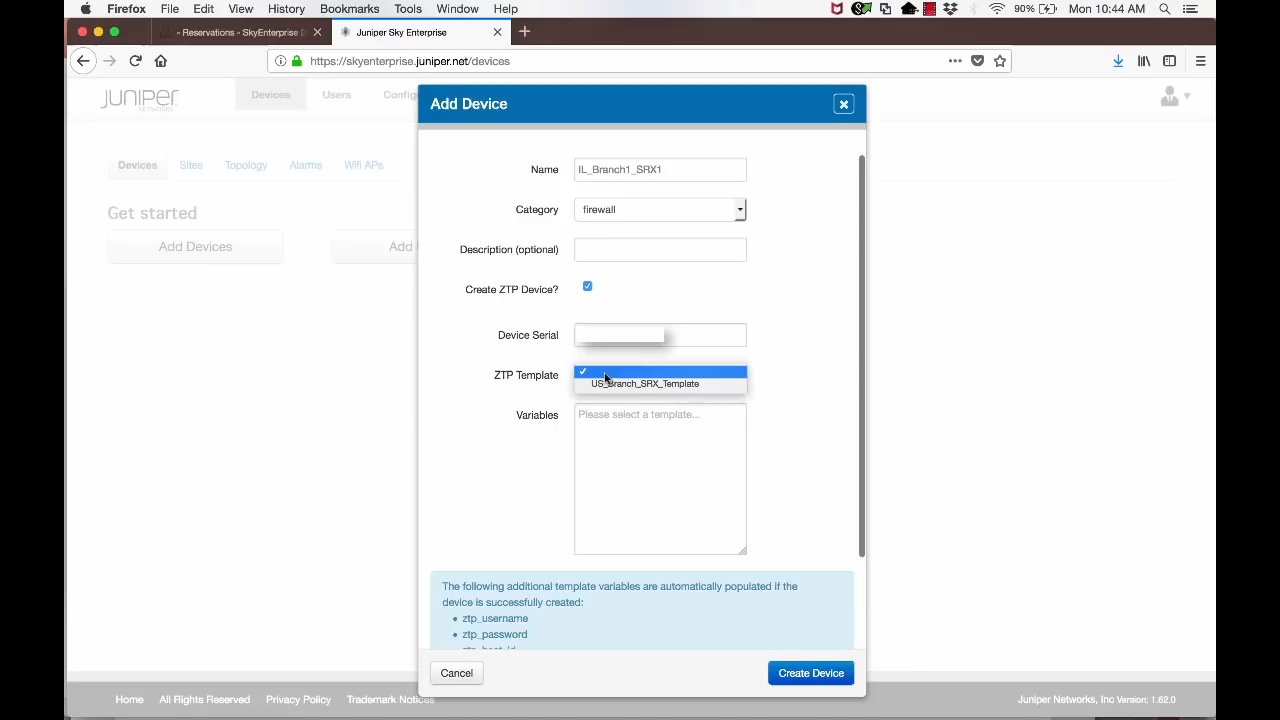 Firefox File Edit View History Bookmarks Tools Window Help 90% Mon 10:44 AM
- Reservations - SkyEnterprise D
Juniper Sky Enterprise
https://skyenterprise.juniper.net/devices
JUNIPER
NETWORKS
Devices Users Config
Add Device
Devices Sites Topology Alarms Wifi APs
Get started
Add Devices
Add
Name IL_Branch1_SRX1
Category firewall
Description (optional)
Create ZTP Device?
Device Serial
ZTP Template
US_Branch_SRX_Template
Variables Please select a template...
The following additional template variables are automatically populated if the
device is successfully created:
• ztp_username
• ztp_password
Cancel Create Device
Home All Rights Reserved Privacy Policy Trademark Notices Juniper Networks, Inc Version: 1.62.0